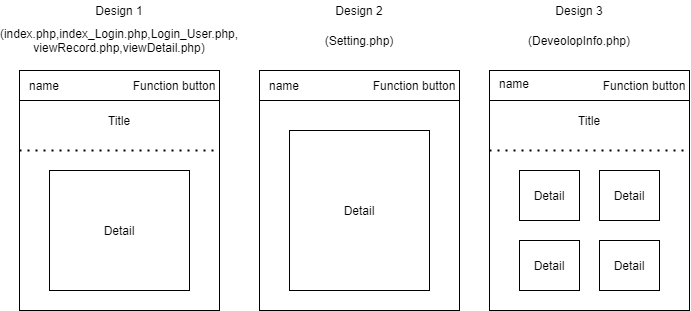 Design 1
(index.php,index_Login.php,Login_User.php,
viewRecord.php,viewDetail.php)
name
Function button
Title
Detail
Design 2
(Setting.php)
name
Function button
Detail
Design 3
(DeveolopInfo.php)
name
Function button
Title
Detail
Detail
Detail
Detail